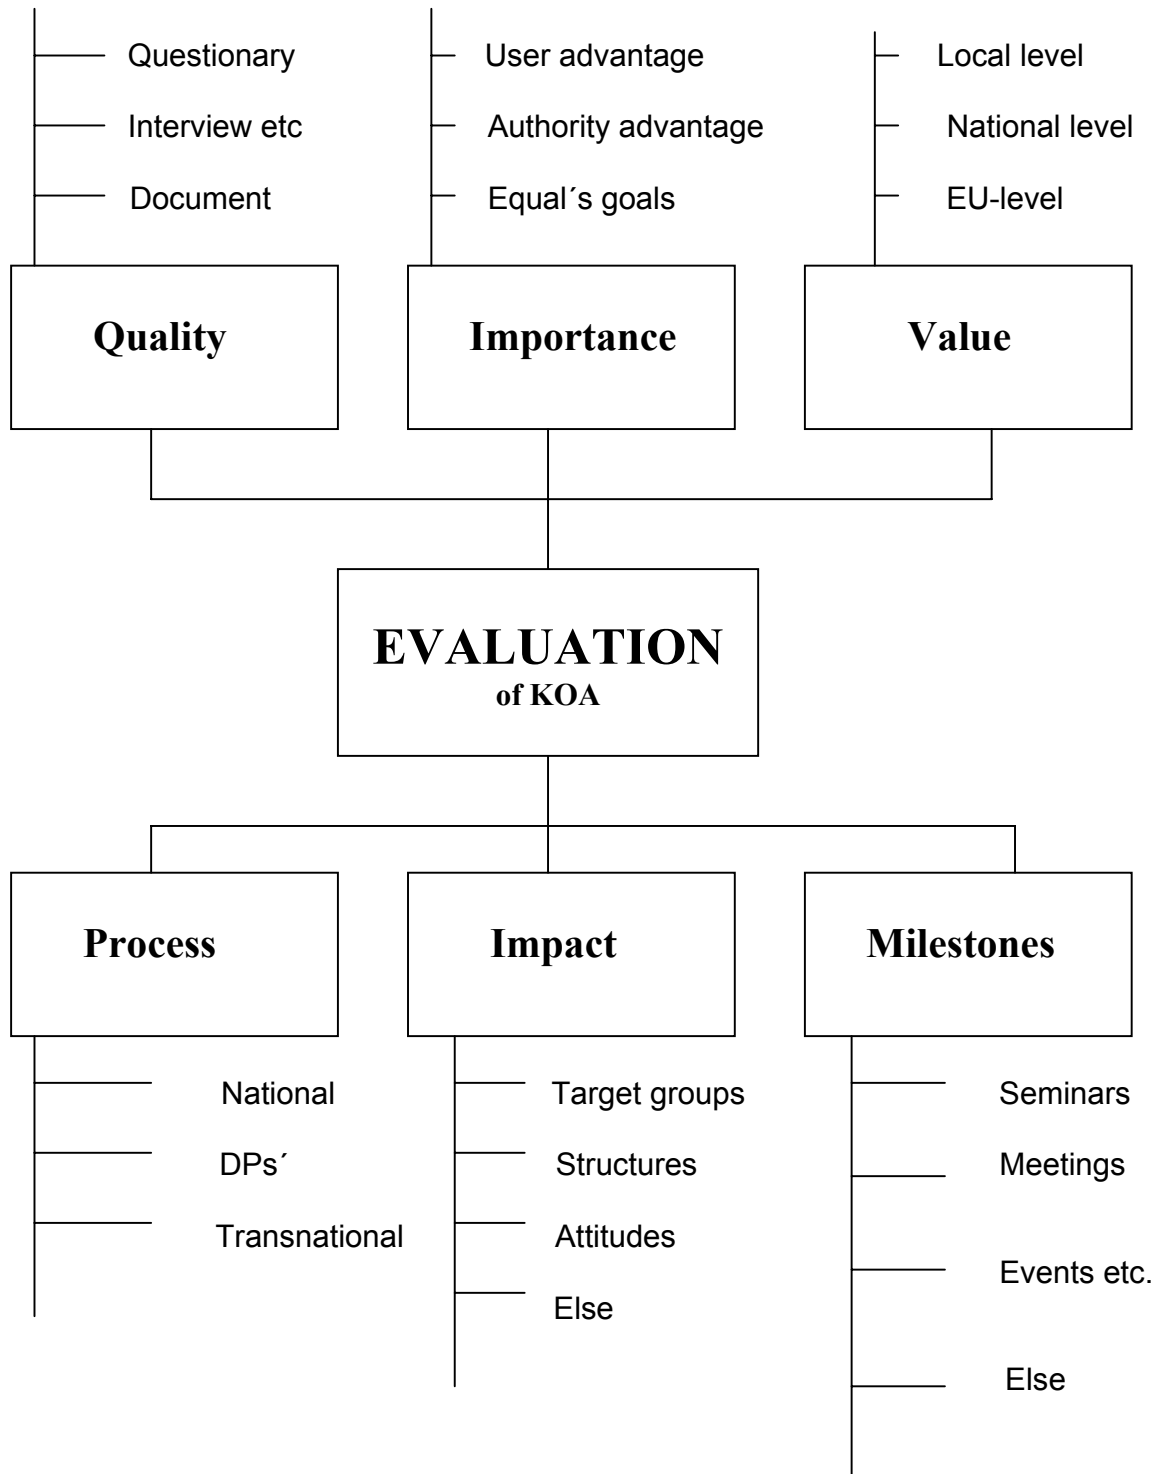 Questionary
Interview etc
Document
User advantage
Authority advantage
Equal´s goals
Local level
National level
EU-level
Quality
Importance
Value
EVALUATION
of KOA
Process
Impact
Milestones
National
DPs´
Transnational
Target groups
Structures
Attitudes
Else
Seminars
Meetings
Events etc.
Else